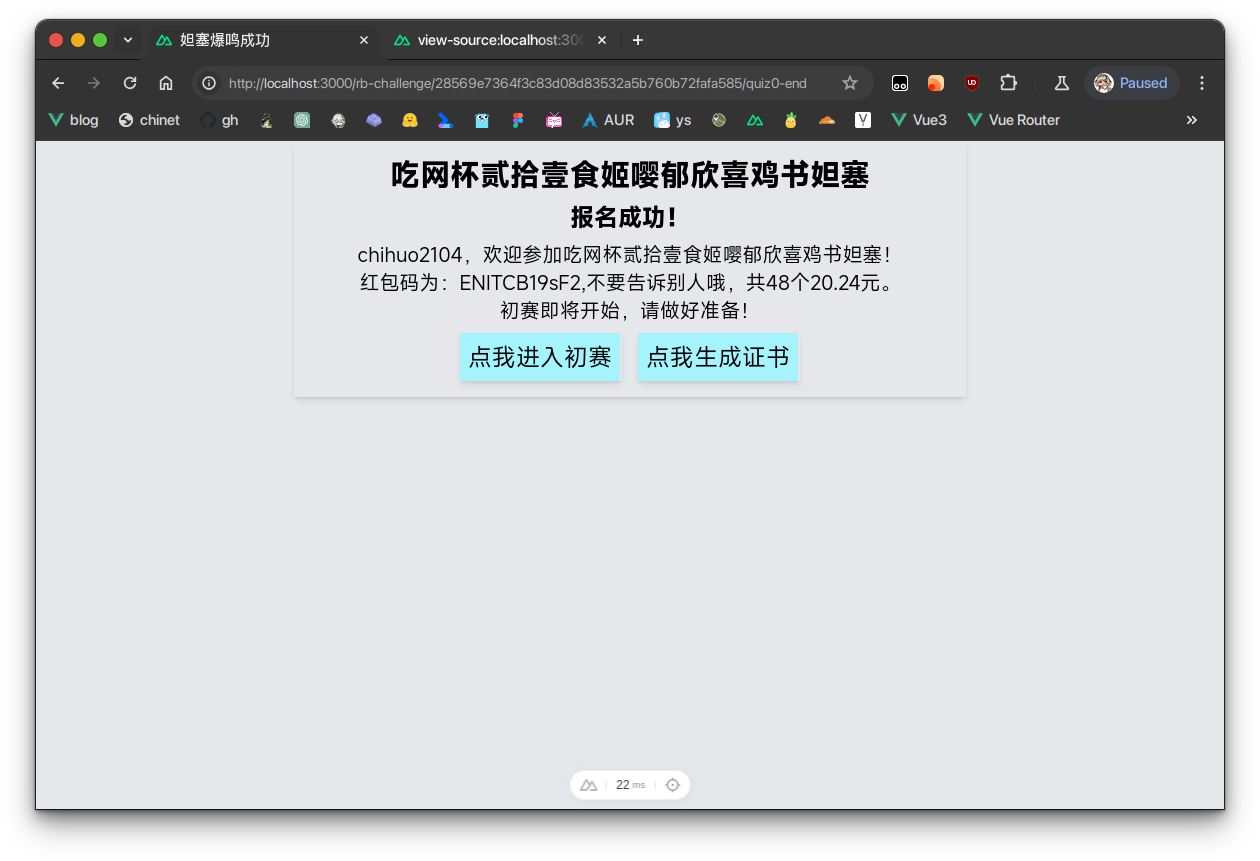 妲塞爆鸣成功
view-source:localhost:300
http://localhost:3000/rb-challenge/28569e7364f3c83d08d83532a5b760b72fafa585/quiz0-end
Paused
blog chinet gh AUR ys Vue3 Vue Router
吃网杯贰拾壹食姬嘤郁欣喜鸡书妲塞
报名成功！
chihuo2104，欢迎参加吃网杯贰拾壹食姬嘤郁欣喜鸡书妲塞！
红包码为：ENITCB19sF2,不要告诉别人哦，共48个20.24元。
初赛即将开始，请做好准备！
点我进入初赛 点我生成证书
22 ms